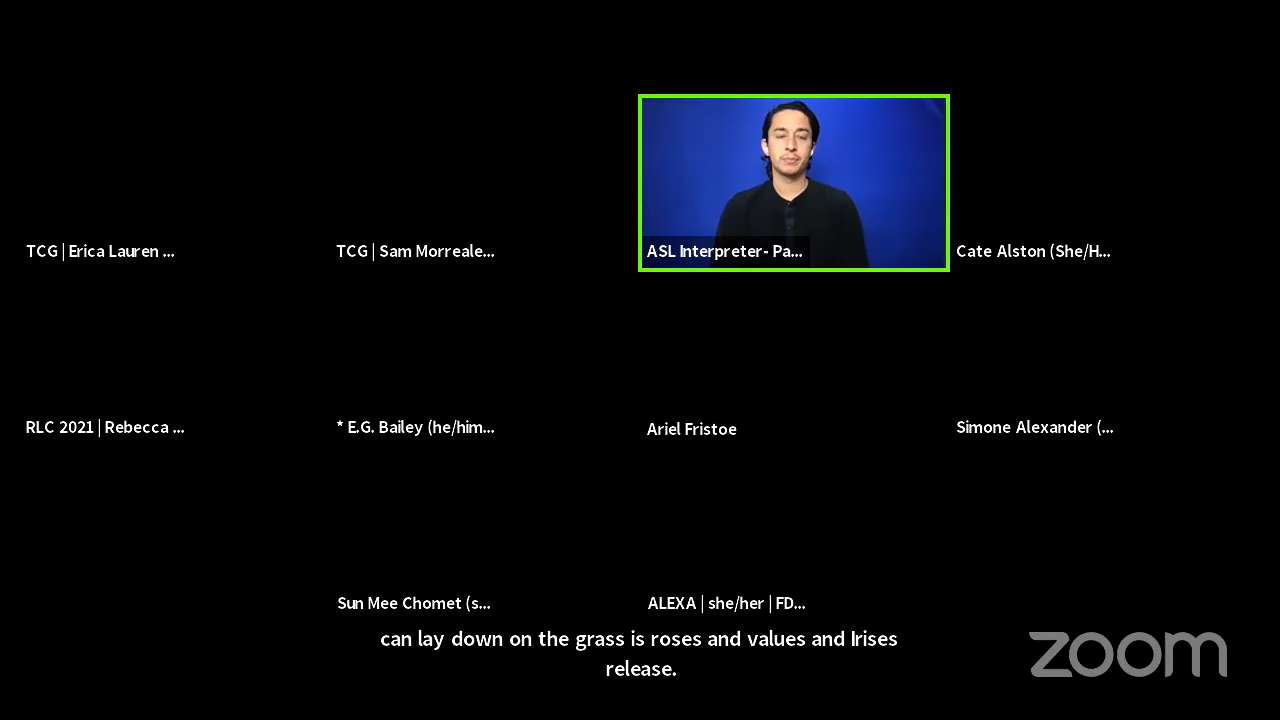 TCG | Erica Lauren ...
TCG | Sam Morreale...
ASL Interpreter- Pa...
Cate Alston (She/H...
RLC 2021 | Rebecca ...
* E.G. Bailey (he/him...
Ariel Fristoe
Simone Alexander (...
Sun Mee Chomet (s...
ALEXA | she/her | FD...
can lay down on the grass is roses and values and Irises
release.
zoom